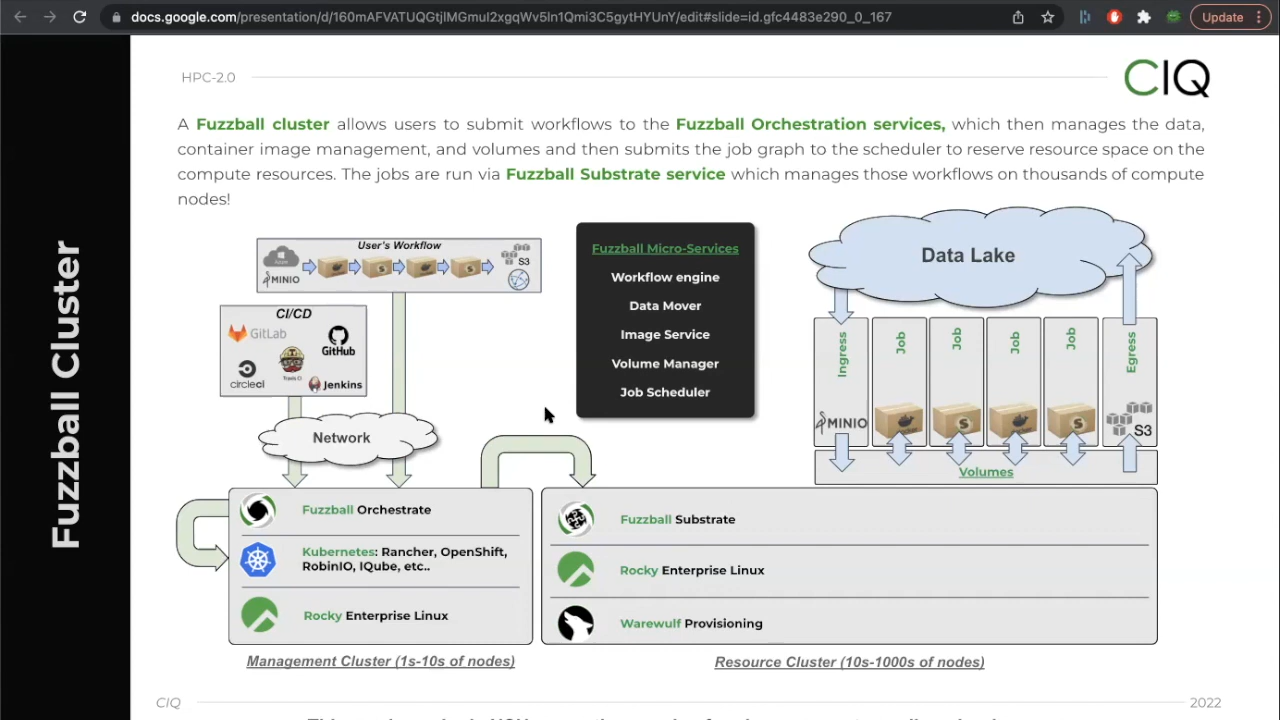 docs.google.com/presentation/d/160mAFVATUQGtjlMGmuI2xgqWv5ln1Qmi3C5gytHYUnY/edit#slide=id.gfc4483e290_0_167
Update
HPC-2.0
CIQ
A Fuzzball cluster allows users to submit workflows to the Fuzzball Orchestration services, which then manages the data,
container image management, and volumes and then submits the job graph to the scheduler to reserve resource space on the
compute resources. The jobs are run via Fuzzball Substrate service which manages those workflows on thousands of compute
nodes!
Fuzzball Cluster
User's Workflow
Azure
MINIO
S
S
S3
CI/CD
GitLab
GitHub
circleci
Travis CI
Jenkins
Network
Fuzzball Micro-Services
Workflow engine
Data Mover
Image Service
Volume Manager
Job Scheduler
Data Lake
Ingress
Job
Job
Job
Job
Egress
MINIO
S
S
S3
Volumes
Fuzzball Orchestrate
Kubernetes: Rancher, OpenShift,
RobinIO, IQube, etc..
Rocky Enterprise Linux
Management Cluster (1s-10s of nodes)
Fuzzball Substrate
Rocky Enterprise Linux
Warewulf Provisioning
Resource Cluster (10s-1000s of nodes)
CIQ
2022